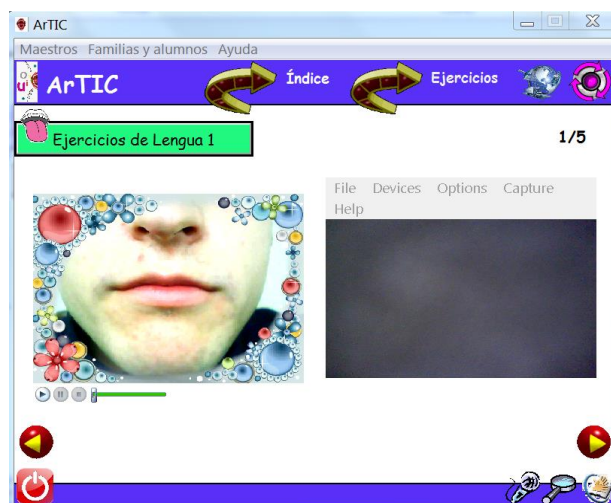 ArTIC
Maestros Familias y alumnos Ayuda
ArTIC Índice Ejercicios
Ejercicios de Lengua 1 1/5
File Devices Options Capture
Help